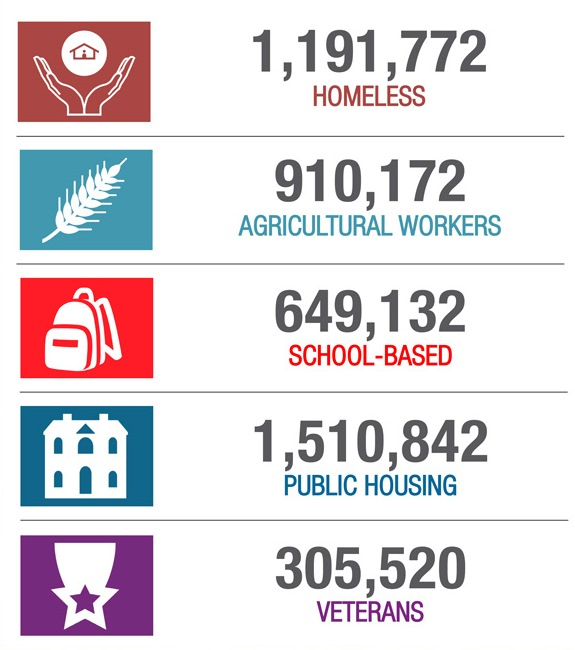 1,191,772
HOMELESS
910,172
AGRICULTURAL WORKERS
649,132
SCHOOL-BASED
1,510,842
PUBLIC HOUSING
305,520
VETERANS